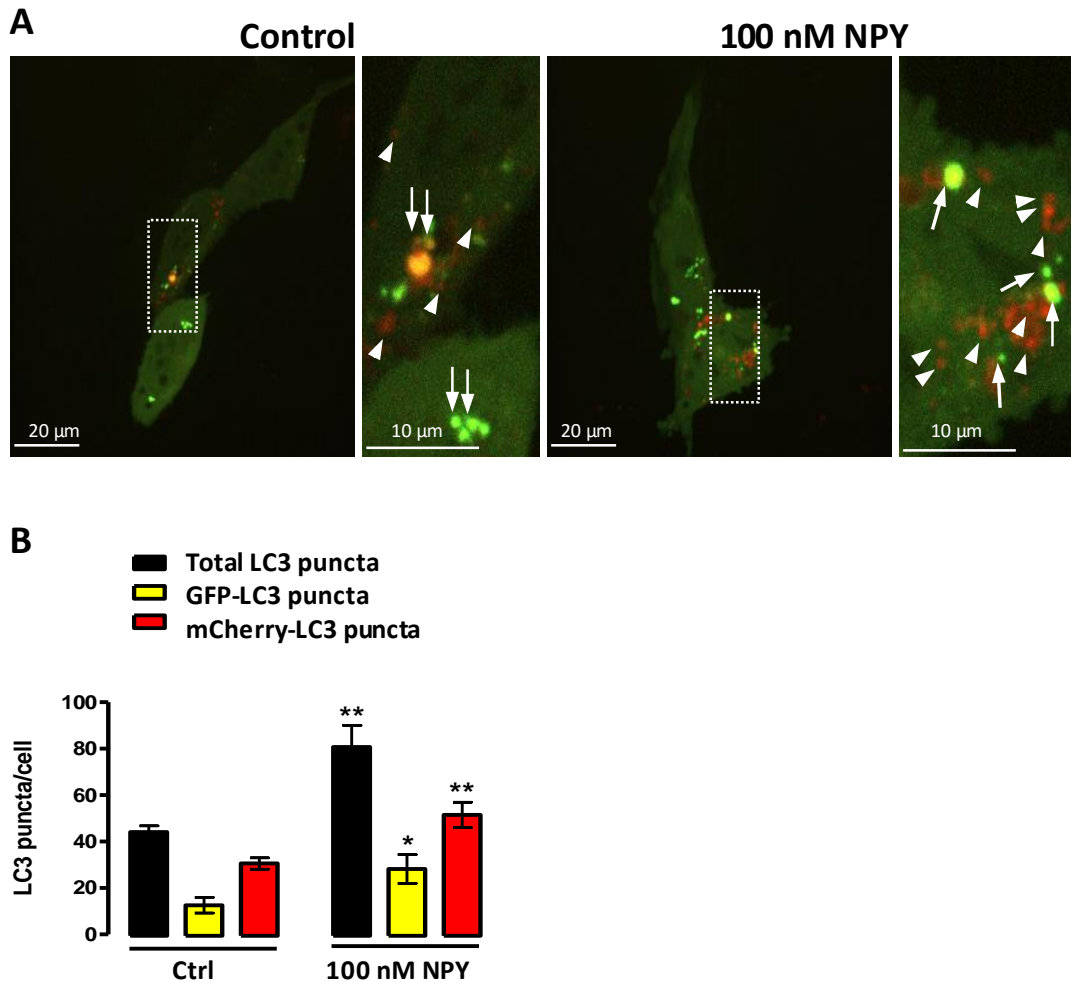 A
Control
100 nM NPY
20 µm
10 µm
20 µm
10 µm
B
Total LC3 puncta
GFP-LC3 puncta
mCherry-LC3 puncta
LC3 puncta/cell
100
80
60
40
20
0
**
*
**
Ctrl
100 nM NPY